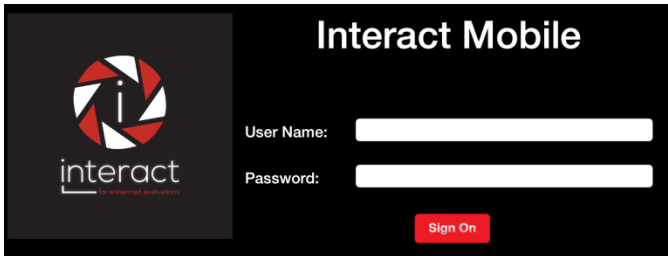 Interact Mobile
i
interact
for enhanced evaluations
User Name:
Password:
Sign On